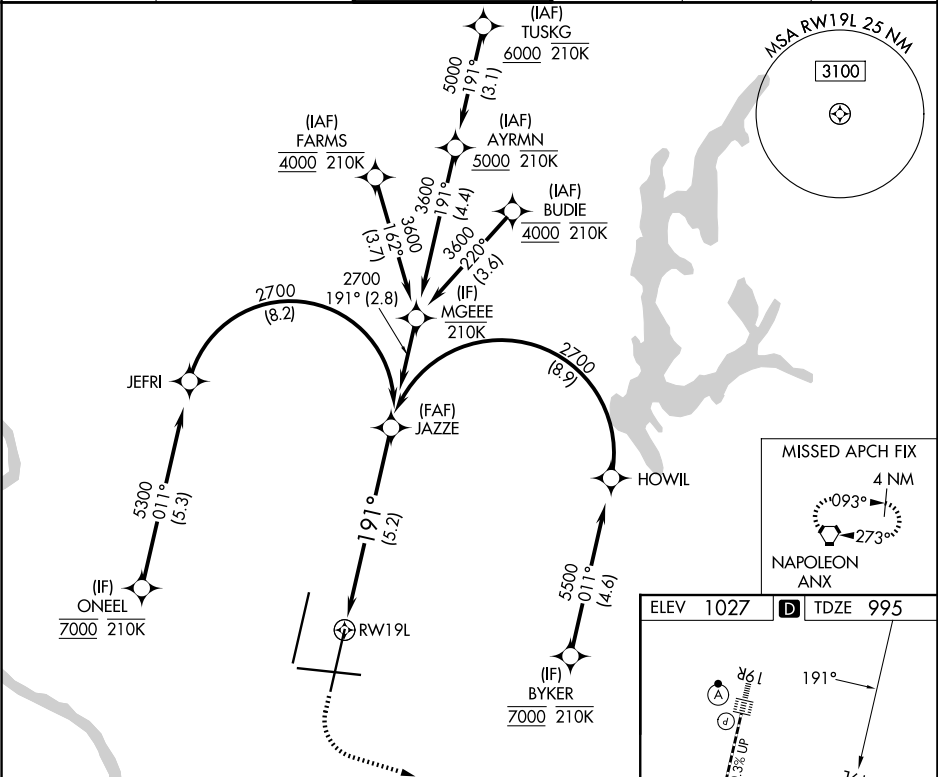 (IAF)
TUSKG
6000 210K
5000
191°
(3.1)
MSA RW19L 25 NM
3100
(IAF)
FARMS
4000 210K
(IAF)
AYRMN
5000 210K
3600
191°
(4.4)
3600
162°
(3.7)
(IAF)
BUDIE
4000 210K
3600
220°
(3.6)
2700
191° (2.8)
(IF)
MGEEE
210K
2700
(8.2)
2700
(8.9)
JEFRI
(FAF)
JAZZE
HOWIL
5300
011°
(5.3)
191°
(5.2)
5500
011°
(4.6)
(IF)
ONEEL
7000 210K
RW19L
(IF)
BYKER
7000 210K
MISSED APCH FIX
4 NM
093°
273°
NAPOLEON
ANX
ELEV 1027 D TDZE 995
19R
191°
A
P
0.3% UP